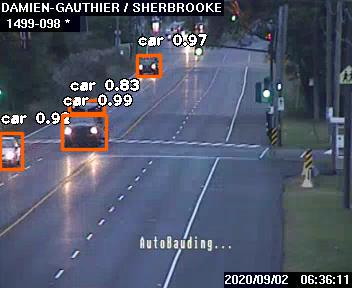 DAMIEN-GAUTHIER / SHERBROOKE
1499-098 *
car 0.97
car 0.83
car 0.99
car 0.92
AutoBauding...
2020/09/02 06:36:11